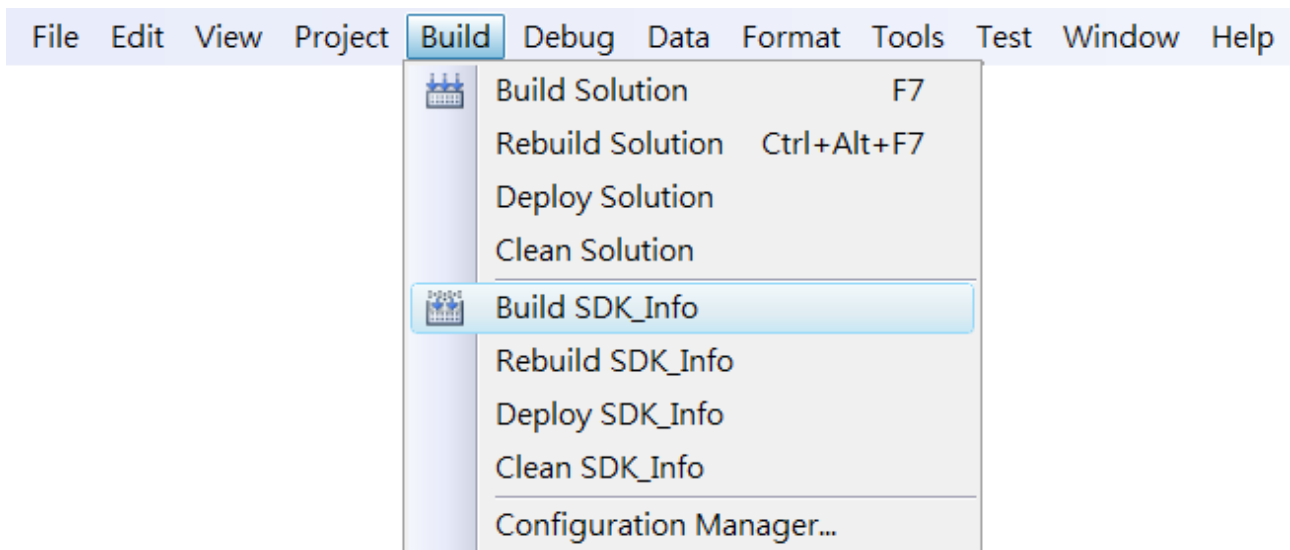 File Edit View Project Build Debug Data Format Tools Test Window Help
Build Solution F7
Rebuild Solution Ctrl+Alt+F7
Deploy Solution
Clean Solution
Build SDK_Info
Rebuild SDK_Info
Deploy SDK_Info
Clean SDK_Info
Configuration Manager...